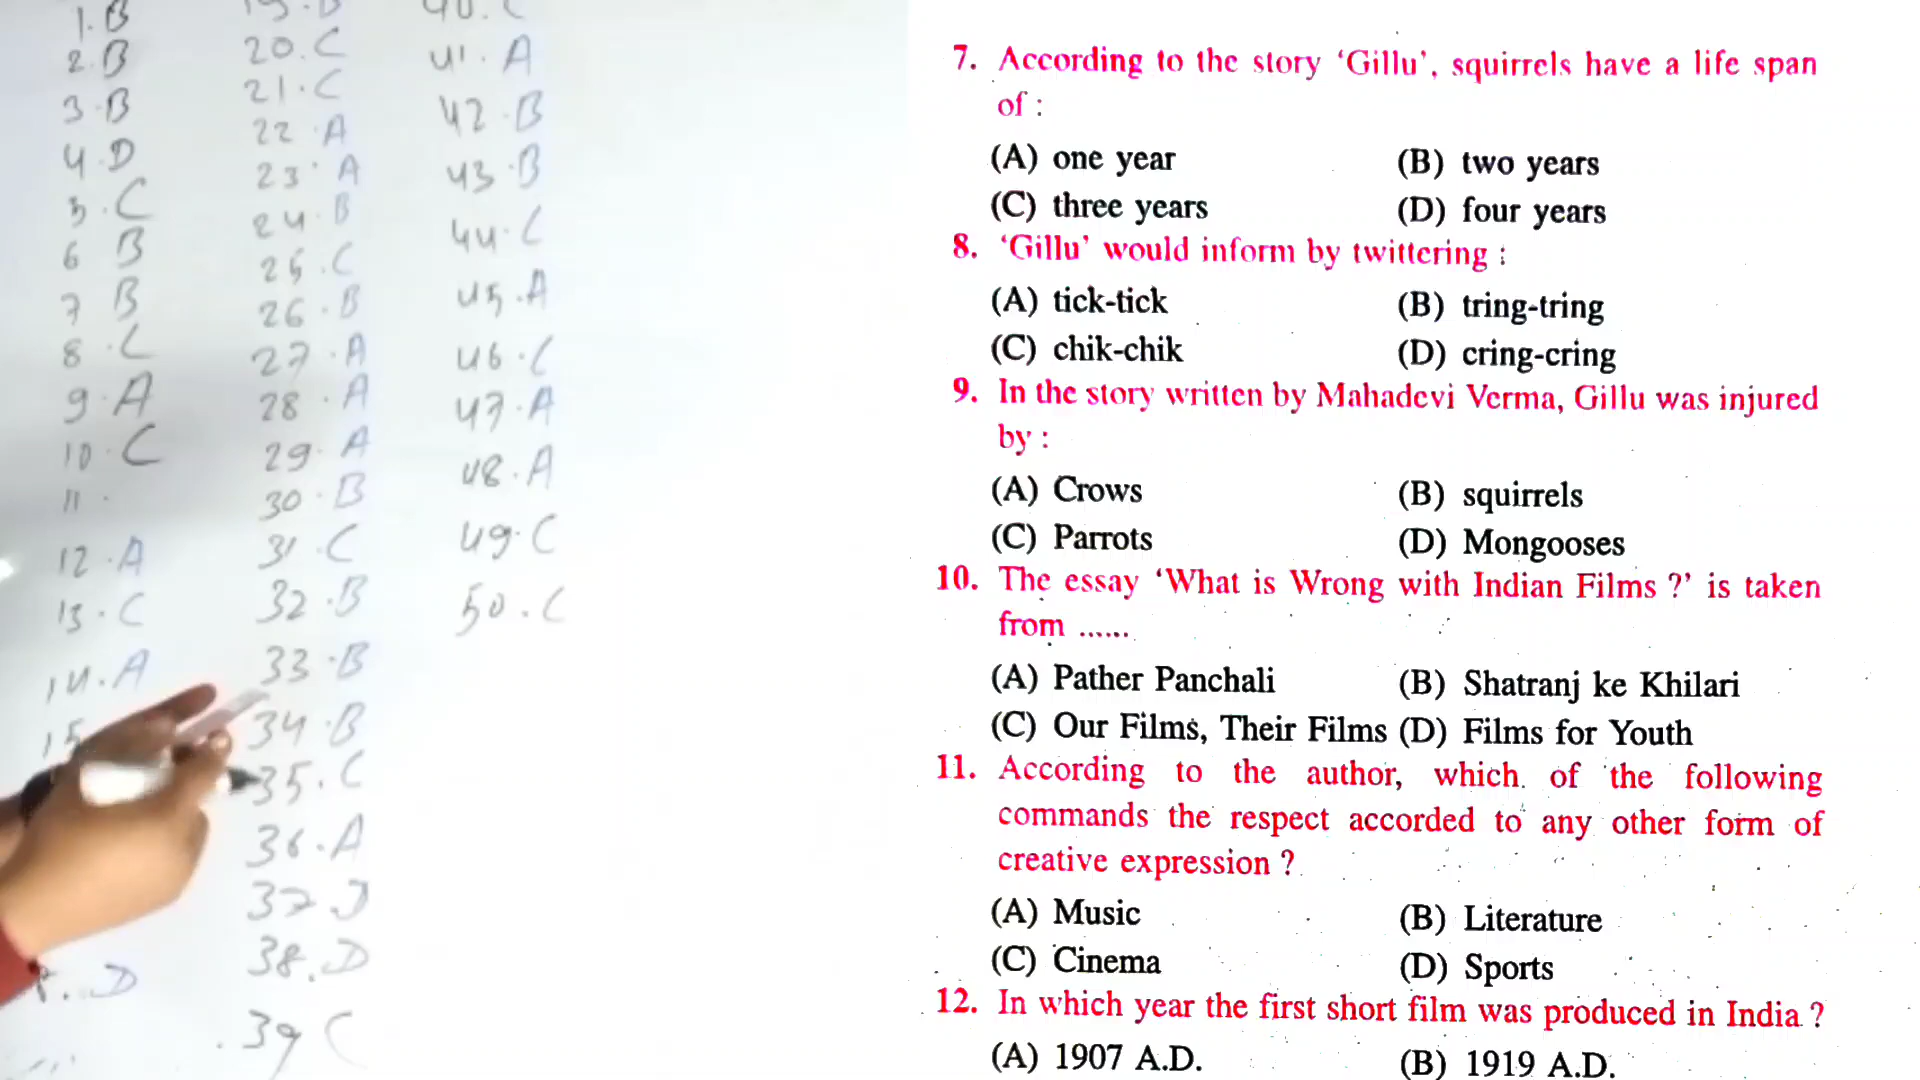 1. B
2. B
3. B
4. D
5. C
6 B
7 B
8. C
9. A
10. C
11.
12. A
13. C
14. A
15
D
19. B
20. C
21. C
22. A
23. A
24. B
25. C
26. B
27. A
28. A
29. A
30. B
31. C
32. B
33. B
34. B
35. C
36. A
37. D
38. D
39 C
40. C
41. A
42. B
43. B
44. C
45. A
46. C
47. A
48. A
49. C
50. C
7. According to the story ‘Gillu’, squirrels have a life span
of :
(A) one year (B) two years
(C) three years (D) four years
8. ‘Gillu’ would inform by twittering :
(A) tick-tick (B) tring-tring
(C) chik-chik (D) cring-cring
9. In the story written by Mahadevi Verma, Gillu was injured
by :
(A) Crows (B) squirrels
(C) Parrots (D) Mongooses
10. The essay ‘What is Wrong with Indian Films ?’ is taken
from ......
(A) Pather Panchali (B) Shatranj ke Khilari
(C) Our Films, Their Films (D) Films for Youth
11. According to the author, which of the following
commands the respect accorded to any other form of
creative expression ?
(A) Music (B) Literature
(C) Cinema (D) Sports
12. In which year the first short film was produced in India ?
(A) 1907 A.D. (B) 1919 A.D.